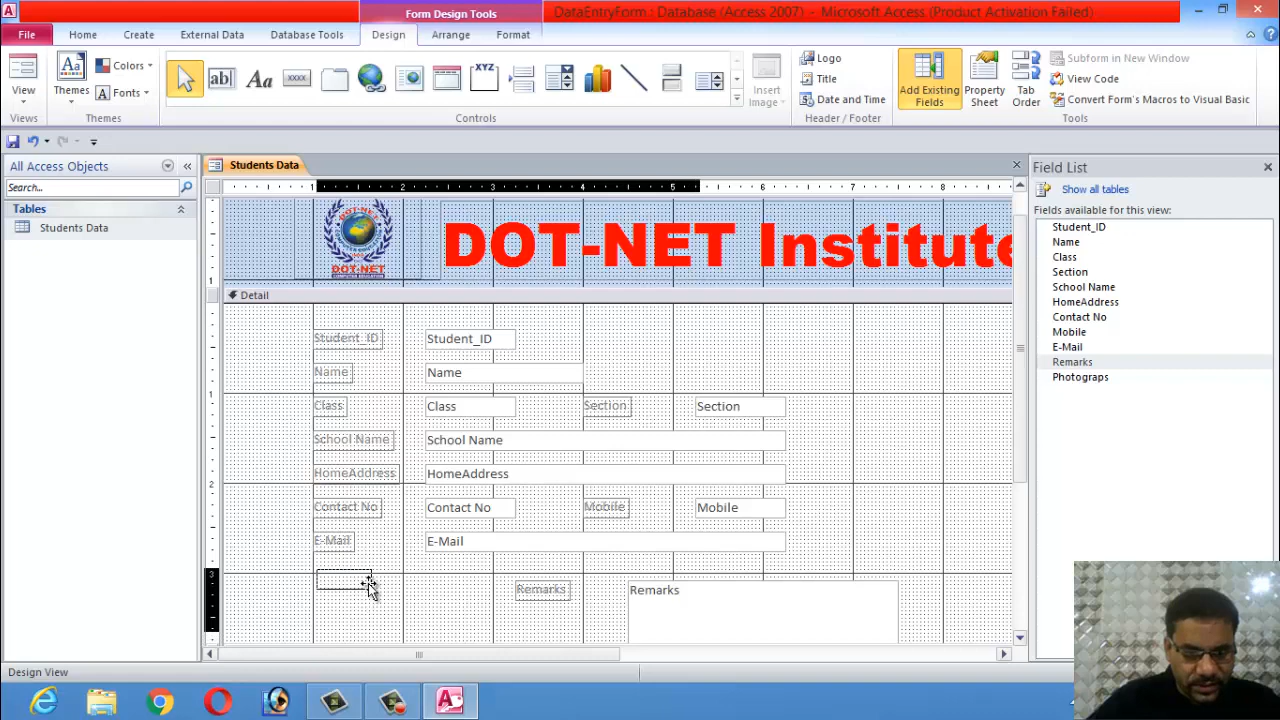 Form Design Tools
DataEntryForm : Database (Access 2007) - Microsoft Access (Product Activation Failed)
File Home Create External Data Database Tools Design Arrange Format
View
Views
Themes
Colors
Fonts
Themes
Aa
XYZ
Insert Image
Controls
Logo
Title
Date and Time
Header / Footer
Add Existing Fields
Property Sheet
Tab Order
Subform in New Window
View Code
Convert Form's Macros to Visual Basic
Tools
All Access Objects
Search...
Tables
Students Data
Students Data
DOT-NET
DOT-NET Institute
Detail
Student_ID Student_ID
Name Name
Class Class Section Section
School Name School Name
HomeAddress HomeAddress
Contact No Contact No Mobile Mobile
E-Mail E-Mail
Remarks Remarks
Field List
Show all tables
Fields available for this view:
Student_ID
Name
Class
Section
School Name
HomeAddress
Contact No
Mobile
E-Mail
Remarks
Photograps
Design View